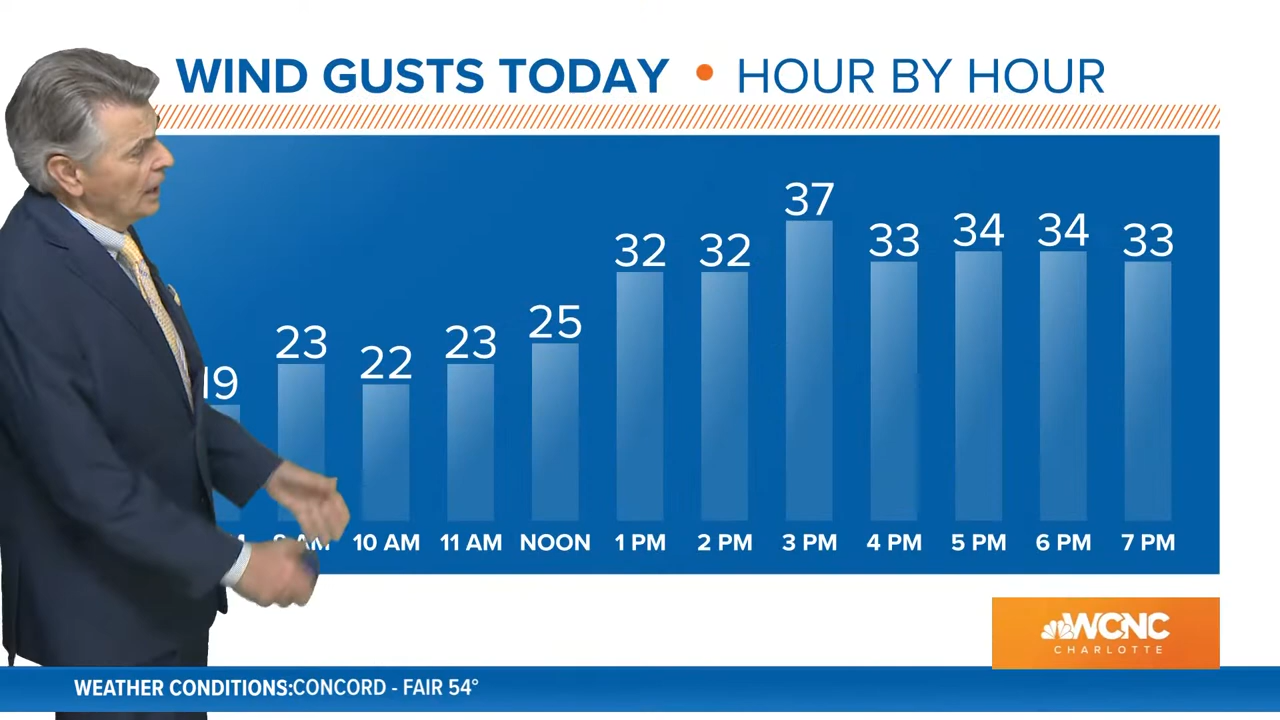 WIND GUSTS TODAY • HOUR BY HOUR
37
34 34
32 32 33 33
25
23 22 23
19
10 AM 11 AM NOON 1 PM 2 PM 3 PM 4 PM 5 PM 6 PM 7 PM
WCNC
CHARLOTTE
WEATHER CONDITIONS:CONCORD - FAIR 54°